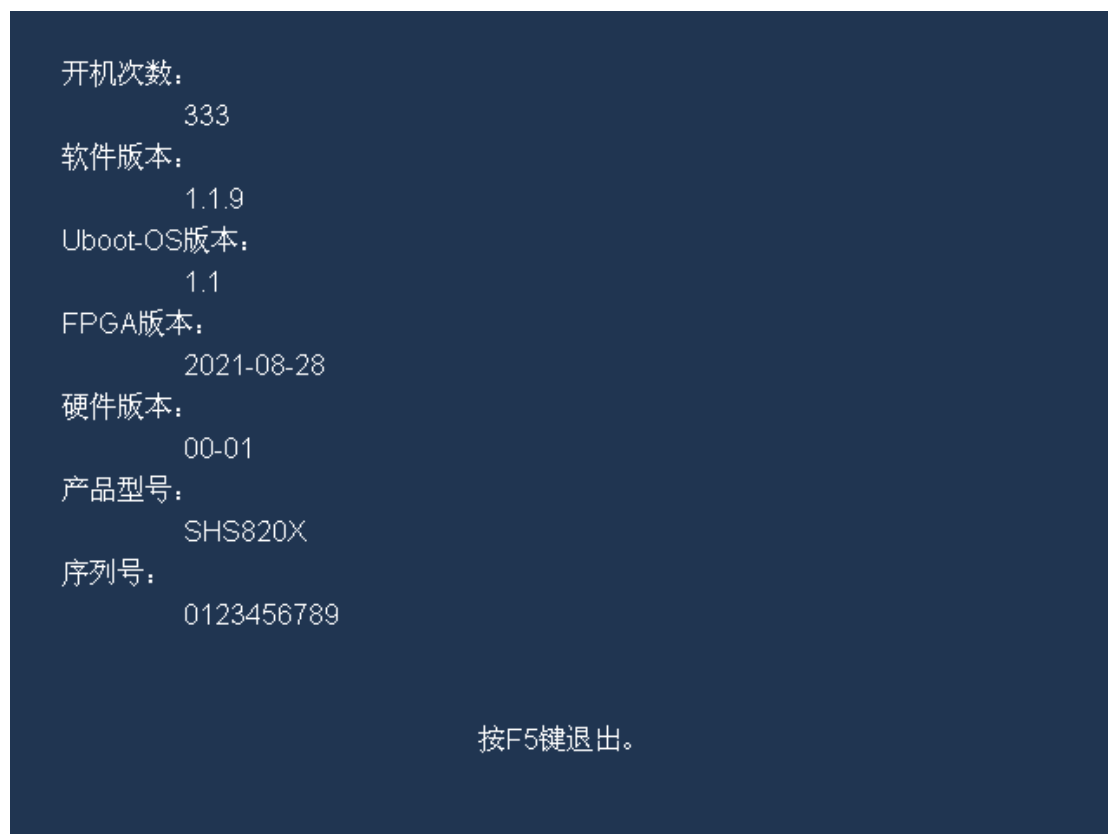 开机次数：
333
软件版本：
1.1.9
Uboot-OS版本：
1.1
FPGA版本：
2021-08-28
硬件版本：
00-01
产品型号：
SHS820X
序列号：
0123456789
按F5键退出。